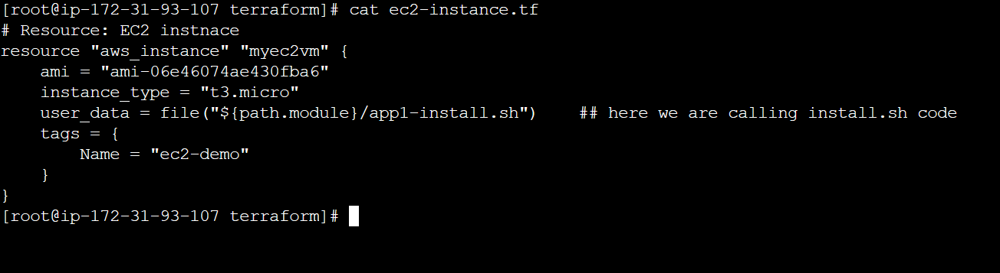 [root@ip-172-31-93-107 terraform]# cat ec2-instance.tf
# Resource: EC2 instnace
resource "aws_instance" "myec2vm" {
    ami = "ami-06e46074ae430fba6"
    instance_type = "t3.micro"
    user_data = file("${path.module}/app1-install.sh")    ## here we are calling install.sh code
    tags = {
        Name = "ec2-demo"
    }
}
[root@ip-172-31-93-107 terraform]#